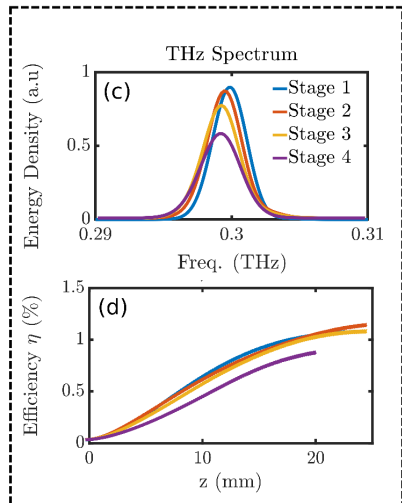 THz Spectrum
Energy Density (a.u)
1
0.5
0
(c)
Stage 1
Stage 2
Stage 3
Stage 4
0.29
0.3
0.31
Freq. (THz)
Efficiency η (%)
1.5
1
0.5
0
(d)
0
10
20
z (mm)